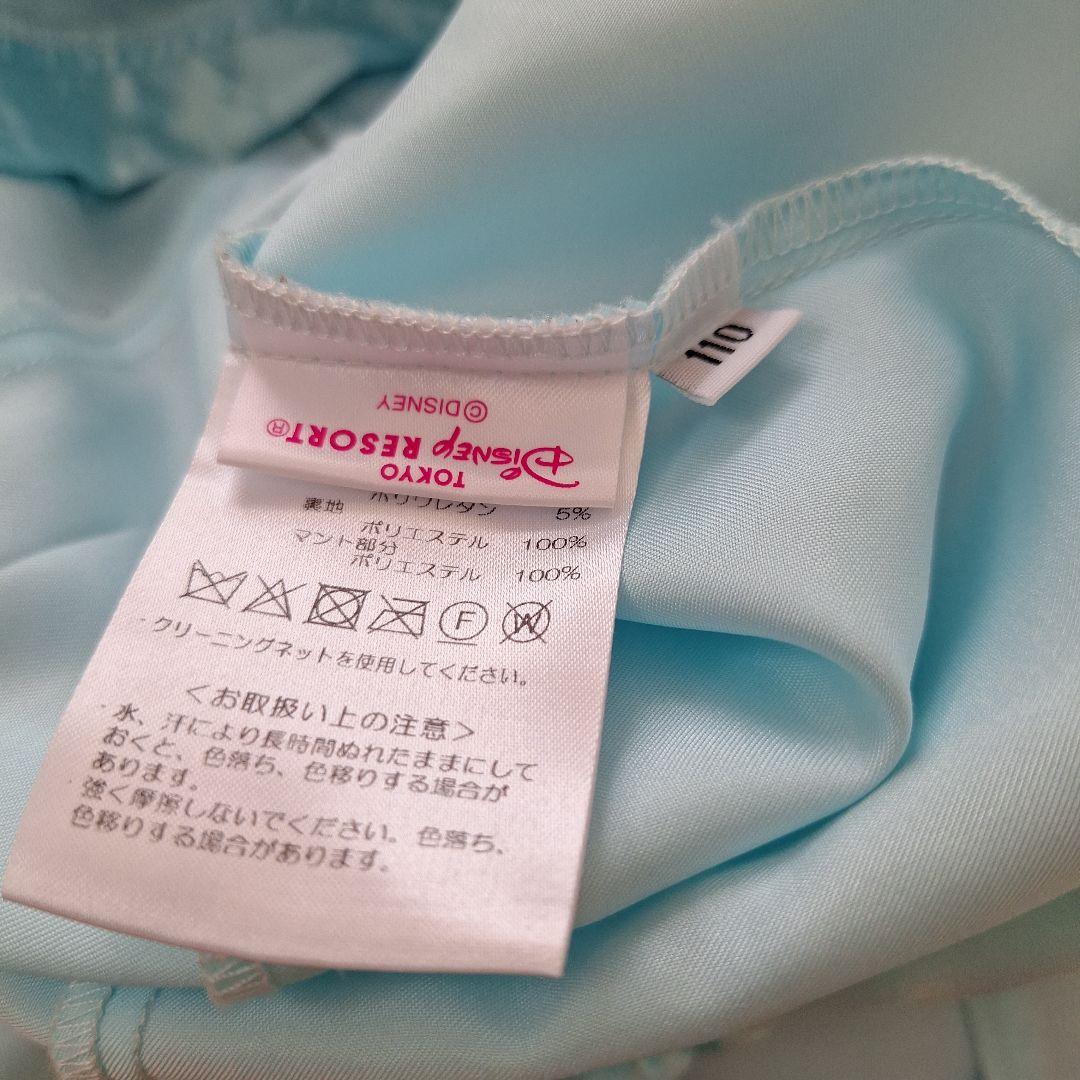 110
TOKYO
Disney RESORT®
©DISNEY
ポリウレタン 5%
裏地
ポリエステル 100%
マント部分
ポリエステル 100%
F W
・クリーニングネットを使用してください。
<お取扱い上の注意>
・水、汗により長時間ぬれたままにして
おくと、色落ち、色移りする場合が
あります。
・強く摩擦しないでください。色落ち、
色移りする場合があります。